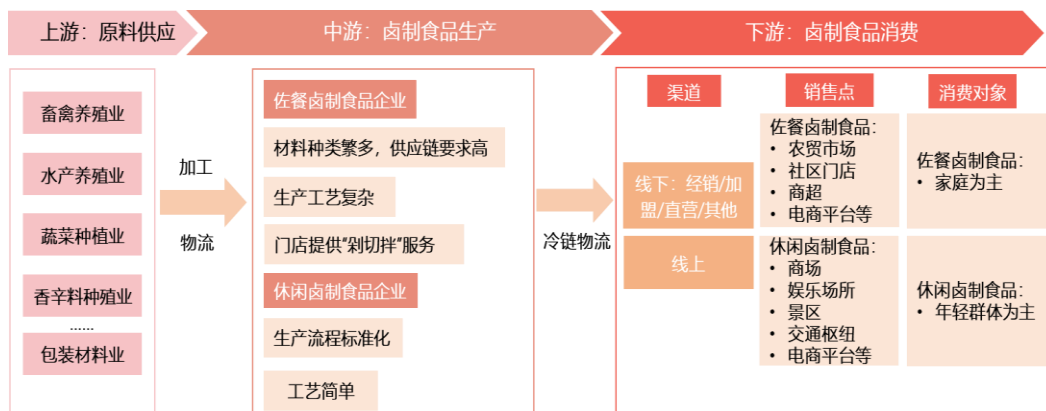 上游：原料供应
中游：卤制食品生产
下游：卤制食品消费
畜禽养殖业
水产养殖业
蔬菜种植业
香辛料种殖业
……
包装材料业
加工
物流
佐餐卤制食品企业
材料种类繁多，供应链要求高
生产工艺复杂
门店提供“剁切拌”服务
休闲卤制食品企业
生产流程标准化
工艺简单
冷链物流
渠道
线下：经销/加
盟/直营/其他
线上
销售点
佐餐卤制食品：
• 农贸市场
• 社区门店
• 商超
• 电商平台等
休闲卤制食品：
• 商场
• 娱乐场所
• 景区
• 交通枢纽
• 电商平台等
消费对象
佐餐卤制食品：
• 家庭为主
休闲卤制食品：
• 年轻群体为主